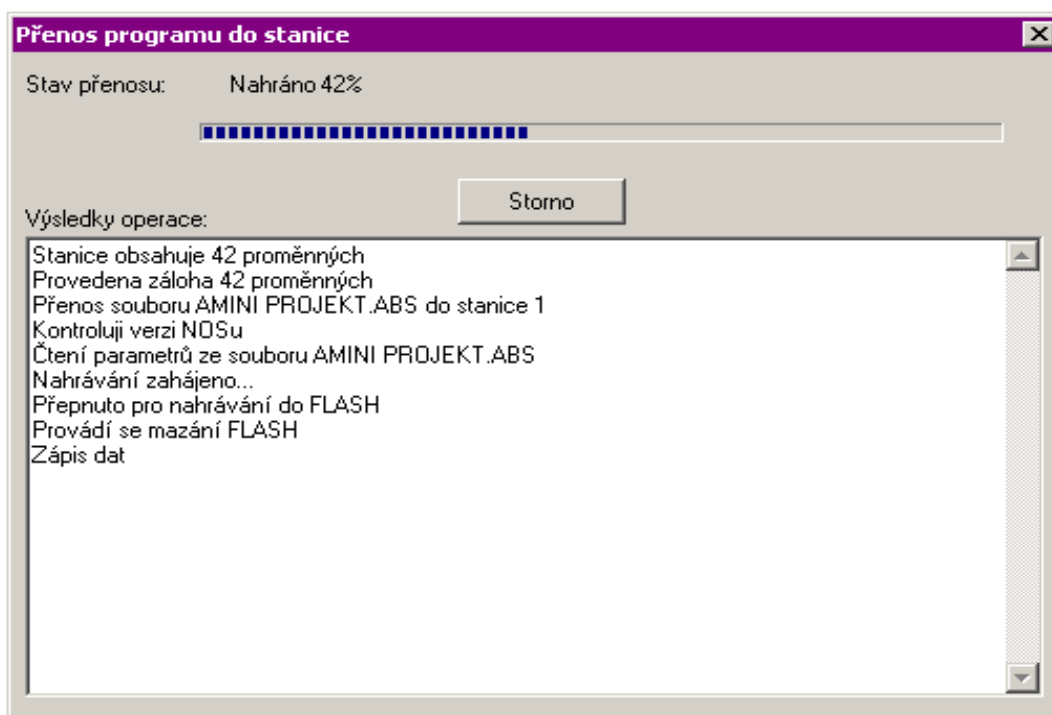 Přenos programu do stanice
Stav přenosu: Nahráno 42%
Storno
Výsledky operace:
Stanice obsahuje 42 proměnných
Provedena záloha 42 proměnných
Přenos souboru AMINI PROJEKT.ABS do stanice 1
Kontroluji verzi NOSu
Čtení parametrů ze souboru AMINI PROJEKT.ABS
Nahrávání zahájeno...
Přepnuto pro nahrávání do FLASH
Provádí se mazání FLASH
Zápis dat